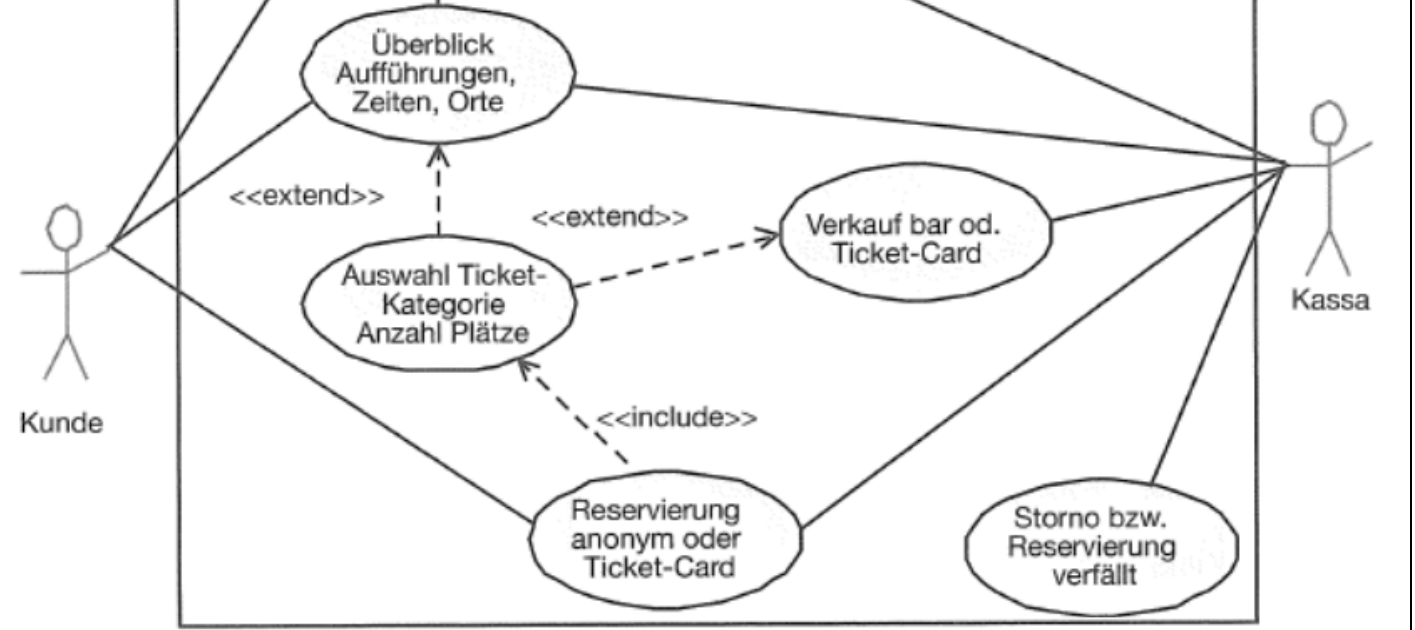 Überblick
Aufführungen,
Zeiten, Orte
<<extend>>
<<extend>>
Verkauf bar od.
Ticket-Card
Auswahl Ticket-
Kategorie
Anzahl Plätze
Kassa
Kunde
<<include>>
Reservierung
anonym oder
Ticket-Card
Storno bzw.
Reservierung
verfällt